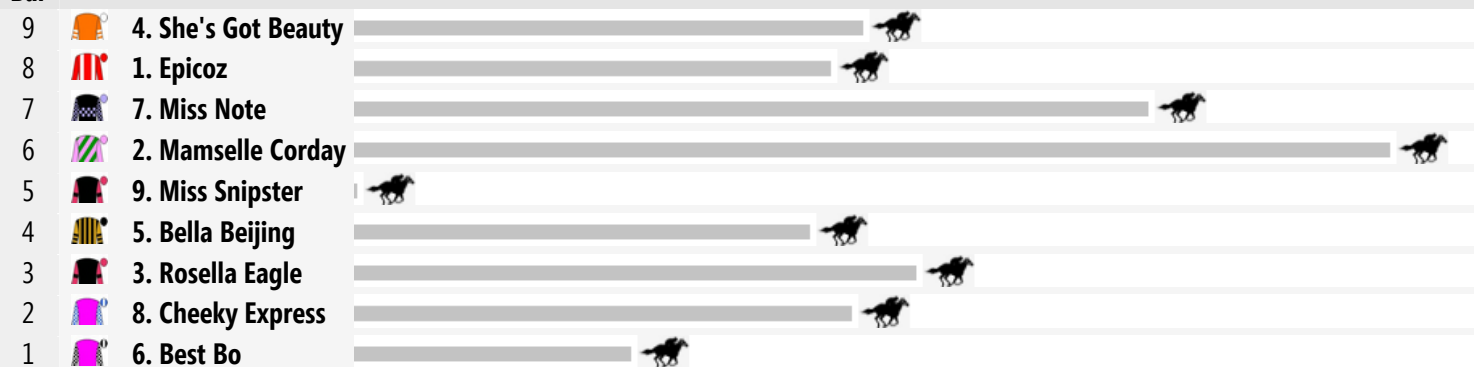 9 4. She's Got Beauty
8 1. Epicoz
7 7. Miss Note
6 2. Mamselle Corday
5 9. Miss Snipster
4 5. Bella Beijing
3 3. Rosella Eagle
2 8. Cheeky Express
1 6. Best Bo